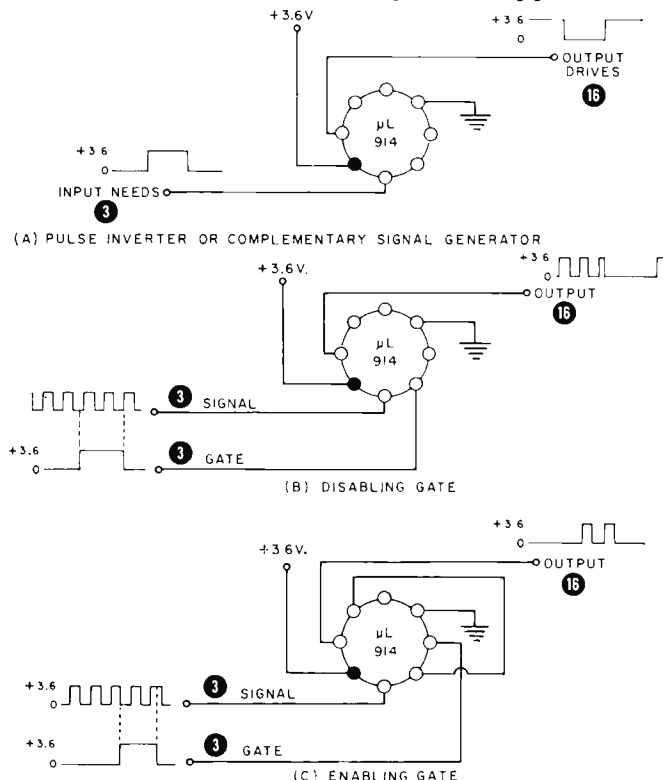 +3.6V
+3.6
0
OUTPUT
DRIVES
16
µL
914
+3 6
0
INPUT NEEDS
3
(A) PULSE INVERTER OR COMPLEMENTARY SIGNAL GENERATOR
+3.6V.
+3 6
0
OUTPUT
16
µL
914
3 SIGNAL
+3.6
0
3 GATE
(B) DISABLING GATE
+3 6V.
+3 6
0
OUTPUT
16
µL
914
+3.6
0
3 SIGNAL
+3.6
0
3 GATE
(C) ENABLING GATE